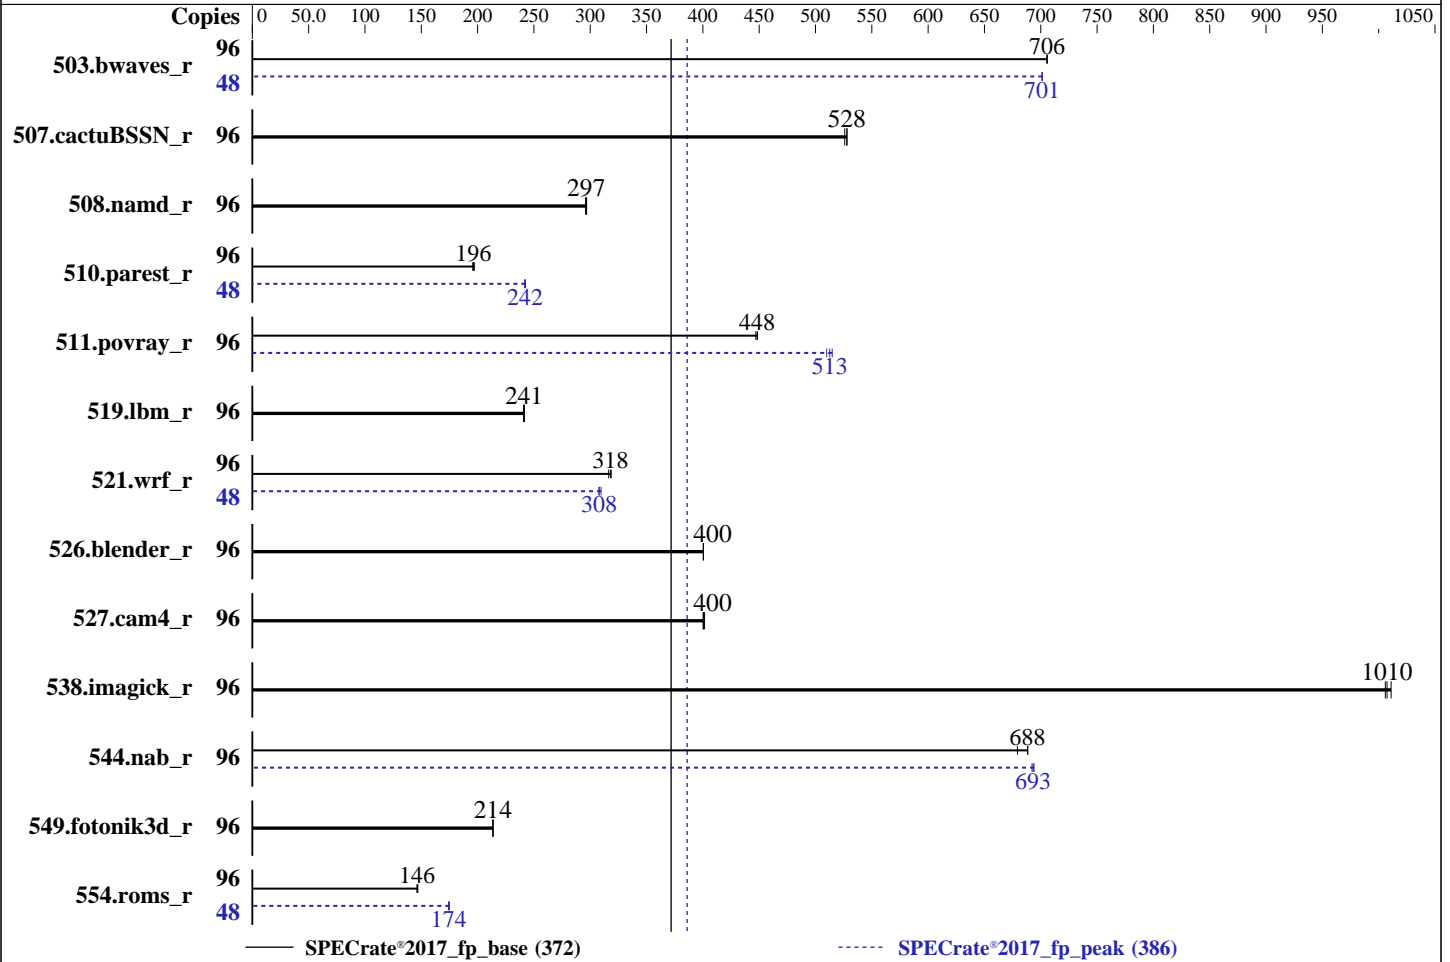 Copies 0 50.0 100 150 200 250 300 350 400 450 500 550 600 650 700 750 800 850 900 950 1050
503.bwaves_r 96 706
48 701
507.cactuBSSN_r 96 528
508.namd_r 96 297
510.parest_r 96 196
48 242
511.povray_r 96 448
513
519.lbm_r 96 241
521.wrf_r 96 318
48 308
526.blender_r 96 400
527.cam4_r 96 400
538.imagick_r 96 1010
544.nab_r 96 688
693
549.fotonik3d_r 96 214
554.roms_r 96 146
48 174
SPECrate®2017_fp_base (372) SPECrate®2017_fp_peak (386)